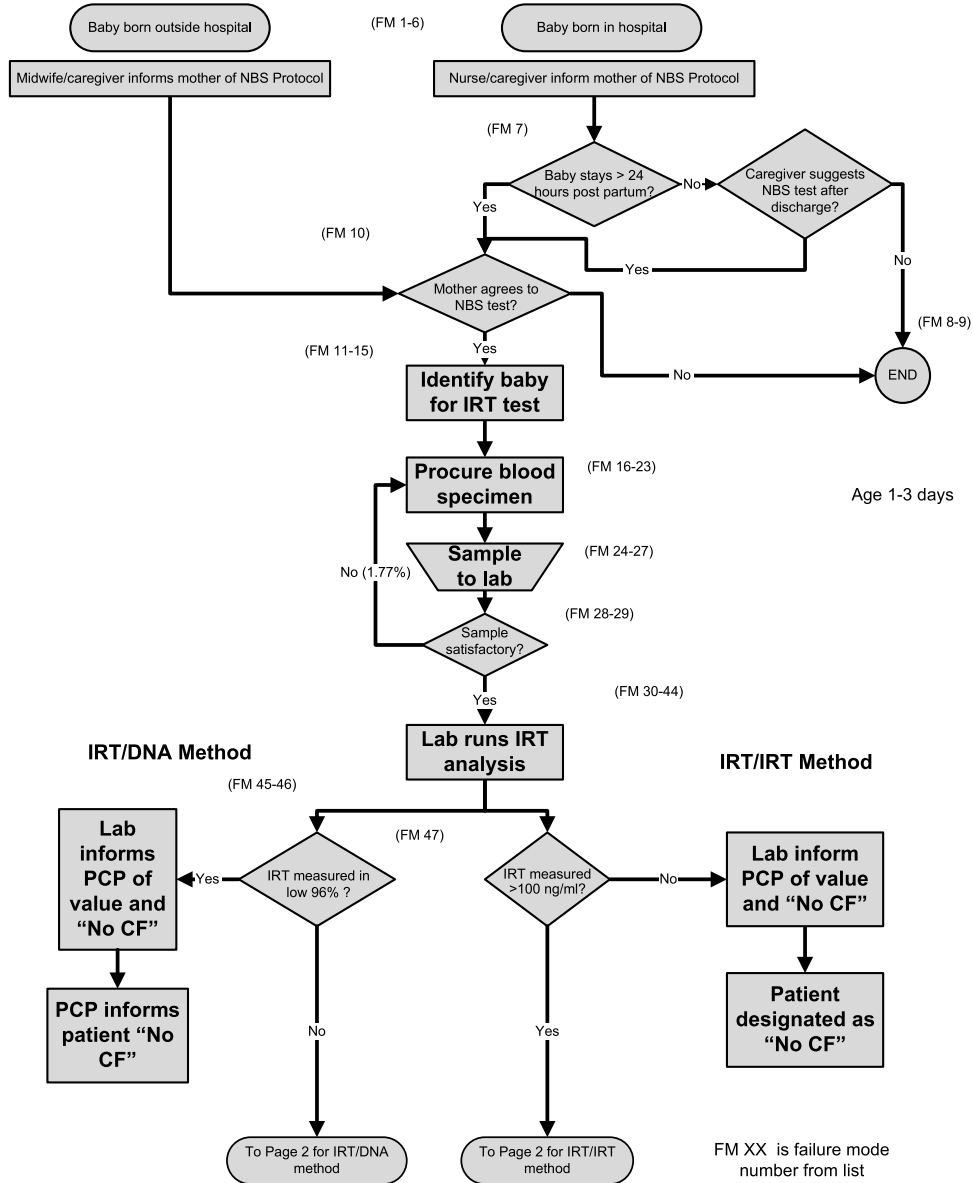 Baby born outside hospital
(FM 1-6)
Baby born in hospital
Midwife/caregiver informs mother of NBS Protocol
Nurse/caregiver inform mother of NBS Protocol
(FM 7)
Baby stays > 24
hours post partum?
No
Caregiver suggests
NBS test after
discharge?
Yes
(FM 10)
Yes
No
Mother agrees to
NBS test?
(FM 8-9)
(FM 11-15)
Yes
No
END
Identify baby
for IRT test
Procure blood
specimen
(FM 16-23)
Age 1-3 days
Sample
to lab
(FM 24-27)
No (1.77%)
(FM 28-29)
Sample
satisfactory?
(FM 30-44)
Yes
Lab runs IRT
analysis
IRT/DNA Method
IRT/IRT Method
(FM 45-46)
(FM 47)
Lab
informs
PCP of
value and
“No CF”
Yes
IRT measured in
low 96% ?
IRT measured
>100 ng/ml?
No
Lab inform
PCP of value
and “No CF”
PCP informs
patient “No
CF”
Patient
designated as
“No CF”
No
Yes
To Page 2 for IRT/DNA
method
To Page 2 for IRT/IRT
method
FM XX is failure mode
number from list